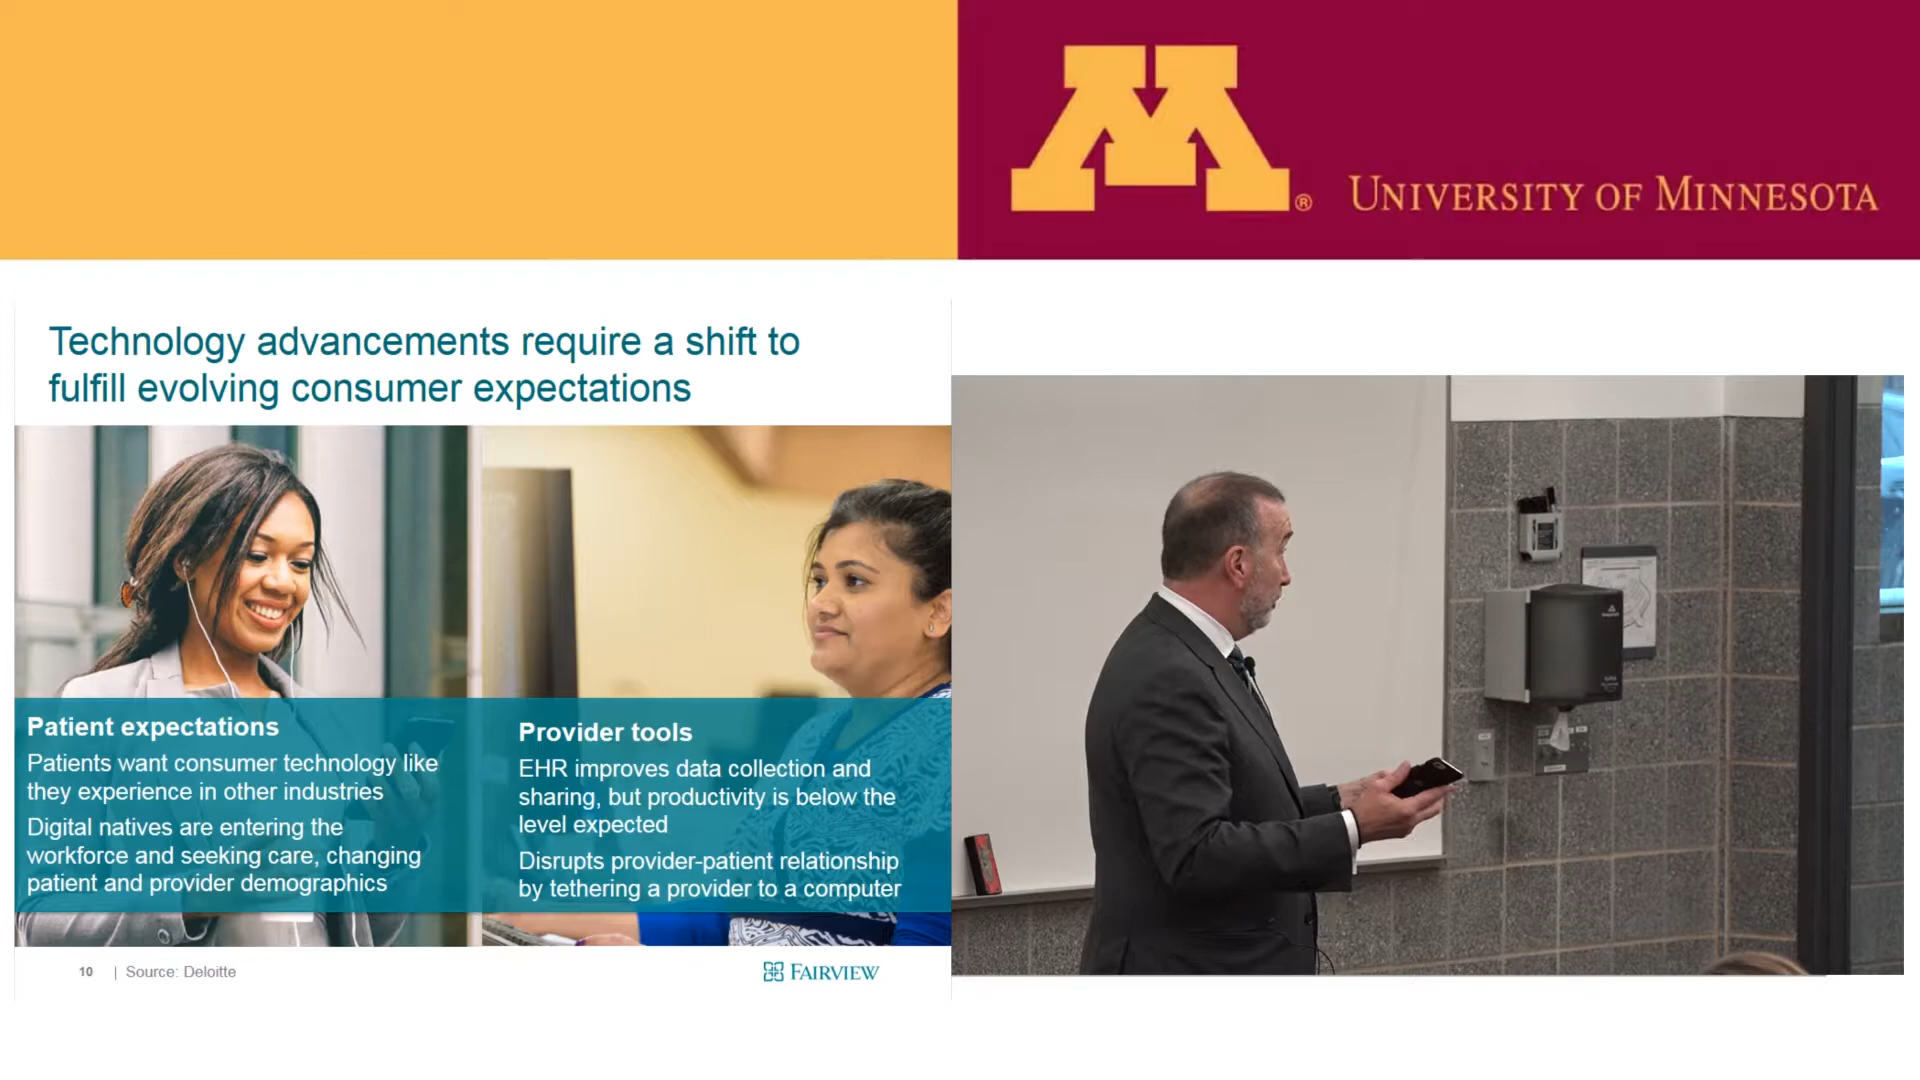 M®
UNIVERSITY OF MINNESOTA
Technology advancements require a shift to
fulfill evolving consumer expectations
Patient expectations
Patients want consumer technology like
they experience in other industries
Digital natives are entering the
workforce and seeking care, changing
patient and provider demographics
Provider tools
EHR improves data collection and
sharing, but productivity is below the
level expected
Disrupts provider-patient relationship
by tethering a provider to a computer
10 | Source: Deloitte
FAIRVIEW